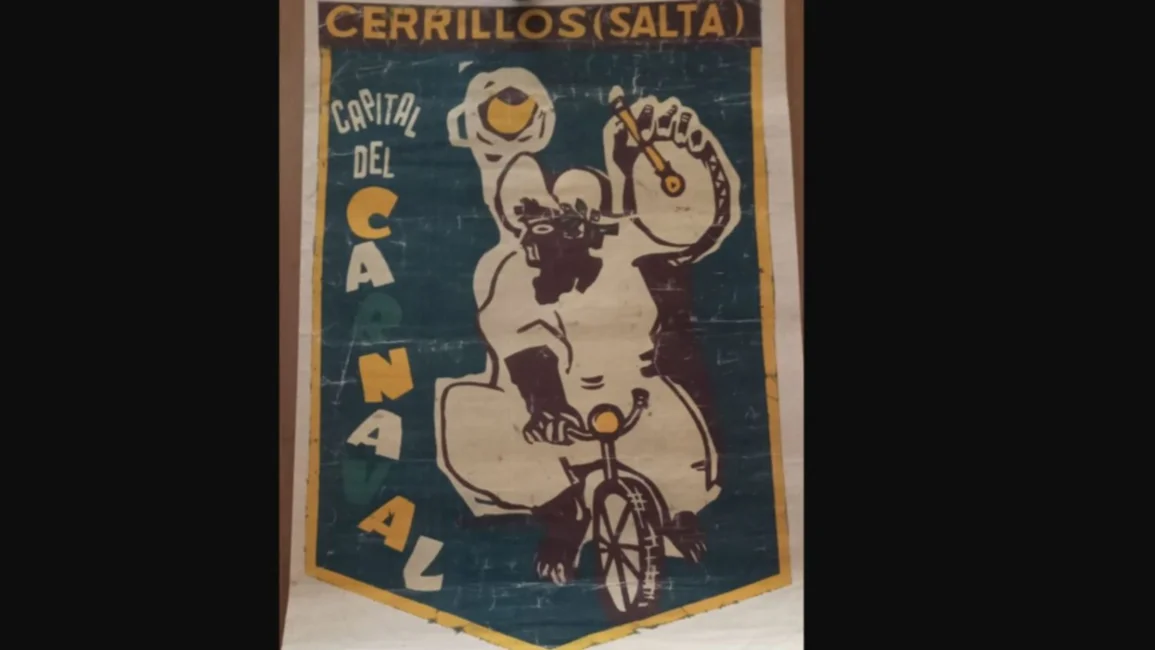 CERRILLOS (SALTA)
CAPITAL
DEL
CARNAVAL